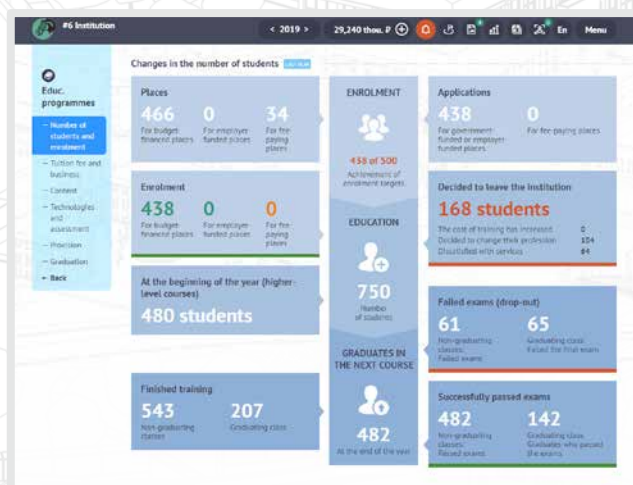 #6 Institution
< 2019 >
29,240 thou. ₽
En
Menu
Educ.
programmes
– Number of
students and
enrolment
– Tuition fee and
business
– Content
– Technologies
and
assessment
– Provision
– Graduation
← Back
Changes in the number of students
Places
466
For budget-
financed places
0
For employer-
funded places
34
For fee-
paying
places
Enrolment
438
For budget-
financed places
0
For employer-
funded places
0
For fee-
paying
places
At the beginning of the year (higher-
level courses)
480 students
Finished training
543
Non-graduating
classes
207
Graduating class
ENROLMENT
438 of 500
Achievement of
enrolment targets
EDUCATION
750
Number
of students
GRADUATES IN
THE NEXT COURSE
482
At the end of the year
Applications
438
For government-
funded or employer-
funded places
0
For fee-paying places
Decided to leave the institution
168 students
The cost of training has increased 0
Decided to change their profession 104
Dissatisfied with services 64
Failed exams (drop-out)
61
Non-graduating
classes.
Failed exams
65
Graduating class.
Failed the final exam
Successfully passed exams
482
Non-graduating
classes.
Passed exams
142
Graduating class.
Graduates who passed
the exams